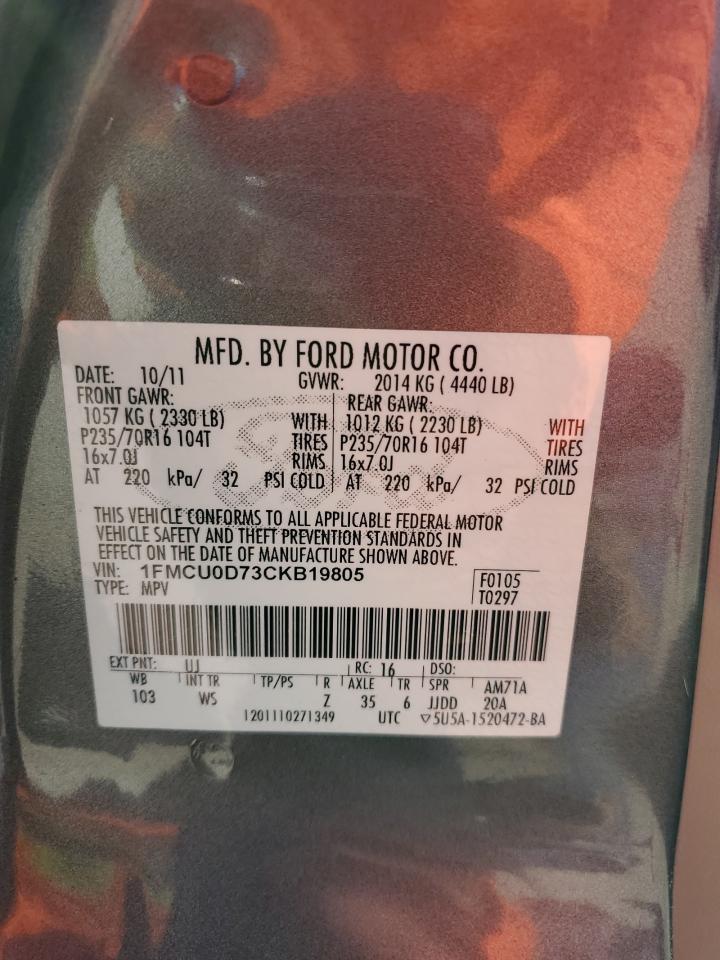 MFD. BY FORD MOTOR CO.
DATE: 10/11 GVWR: 2014 KG ( 4440 LB)
FRONT GAWR: REAR GAWR:
1057 KG ( 2330 LB) WITH 1012 KG ( 2230 LB) WITH
P235/70R16 104T TIRES P235/70R16 104T TIRES
16x7.0J RIMS 16x7.0J RIMS
AT 220 kPa/ 32 PSI COLD AT 220 kPa/ 32 PSI COLD
THIS VEHICLE CONFORMS TO ALL APPLICABLE FEDERAL MOTOR
VEHICLE SAFETY AND THEFT PREVENTION STANDARDS IN
EFFECT ON THE DATE OF MANUFACTURE SHOWN ABOVE.
VIN: 1FMCU0D73CKB19805 F0105
TYPE: MPV T0297
EXT PNT: UJ RC: 16 DSO:
WB INT TR TP/PS R AXLE TR SPR AM71A
103 WS Z 35 6 JJDD 20A
1201110271349 UTC ▽5U5A-1520472-BA
Ford